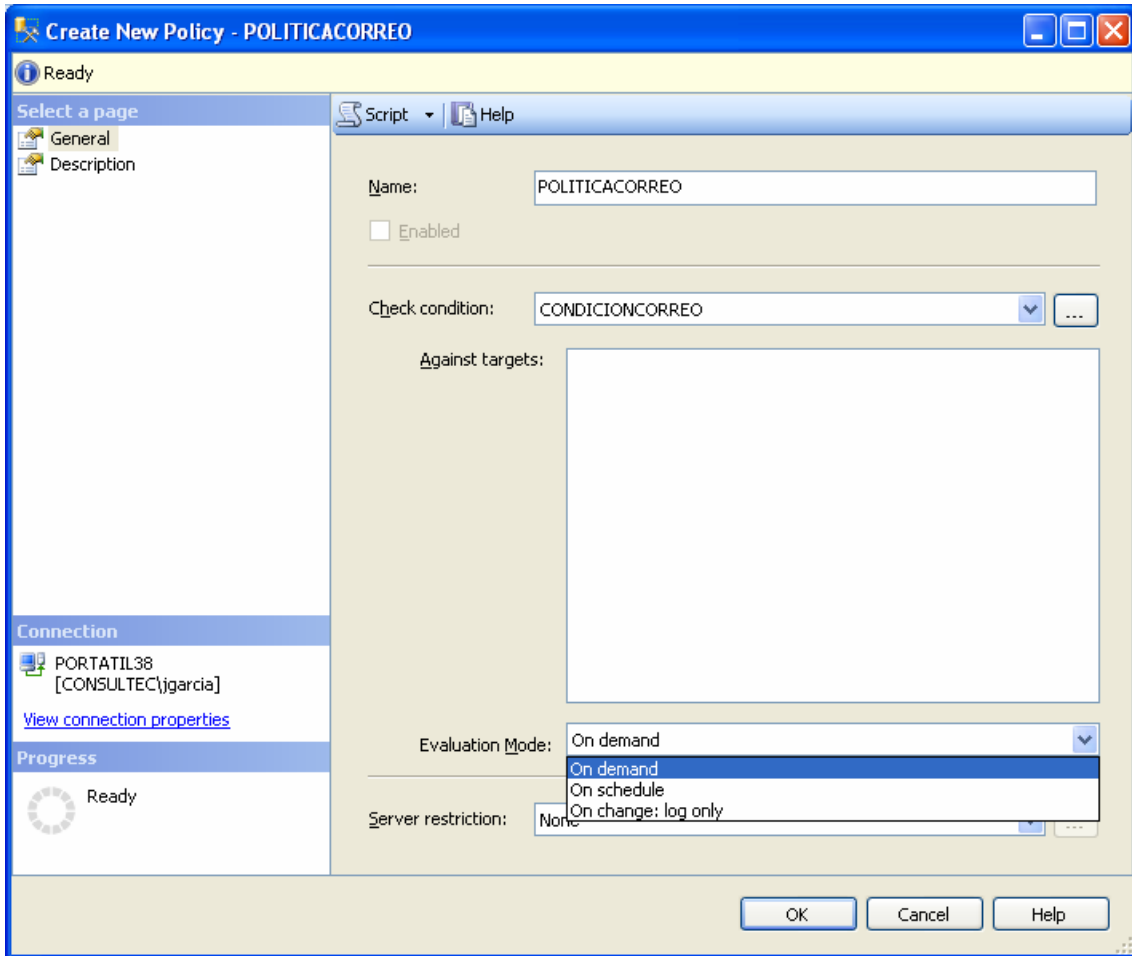 Create New Policy - POLITICACORREO
Ready
Select a page
General
Description
Script
Help
Name:
POLITICACORREO
Enabled
Check condition:
CONDICIONCORREO
...
Against targets:
Connection
PORTATIL38
[CONSULTEC\jgarcia]
View connection properties
Progress
Ready
Evaluation Mode:
On demand
On demand
On schedule
On change: log only
Server restriction:
None
...
OK
Cancel
Help